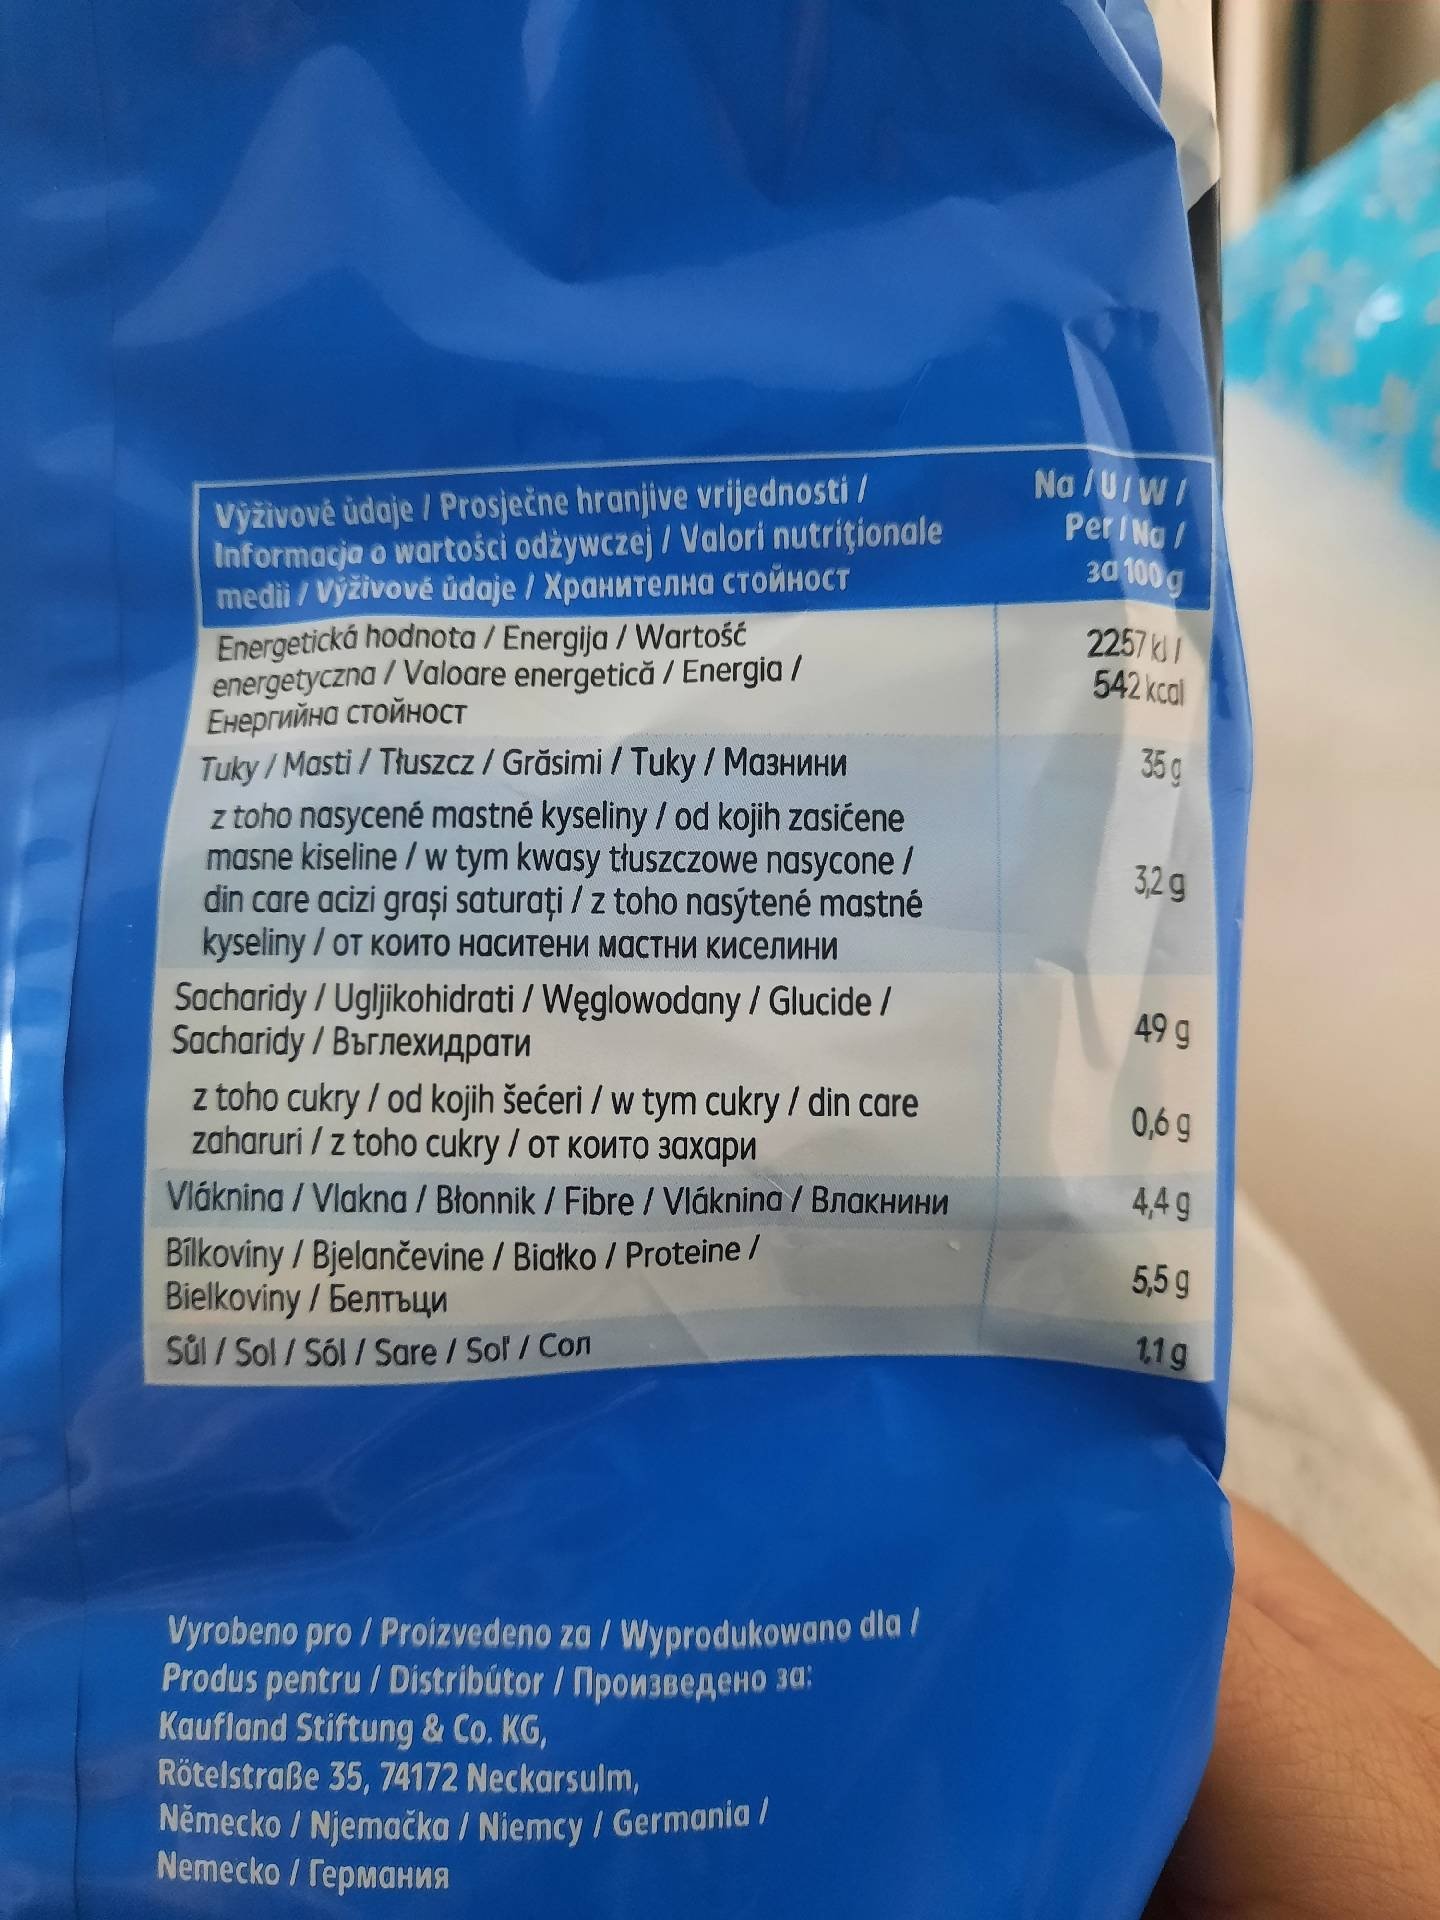 Výživové údaje / Prosječne hranjive vrijednosti /
Informacja o wartości odżywczej / Valori nutriționale
medii / Výživové údaje / Хранителна стойност
Na / U / W /
Per / Na /
за 100 g
Energetická hodnota / Energija / Wartość
energetyczna / Valoare energetică / Energia /
Енергийна стойност
2257 kJ /
542 kcal
Tuky / Masti / Tłuszcz / Grăsimi / Tuky / Мазнини
35 g
z toho nasycené mastné kyseliny / od kojih zasićene
masne kiseline / w tym kwasy tłuszczowe nasycone /
din care acizi grași saturați / z toho nasýtené mastné
kyseliny / от които наситени мастни киселини
3,2 g
Sacharidy / Ugljikohidrati / Węglowodany / Glucide /
Sacharidy / Въглехидрати
49 g
z toho cukry / od kojih šećeri / w tym cukry / din care
zaharuri / z toho cukry / от които захари
0,6 g
Vláknina / Vlakna / Błonnik / Fibre / Vláknina / Влакнини
4,4 g
Bílkoviny / Bjelančevine / Białko / Proteine /
Bielkoviny / Белтъци
5,5 g
Sůl / Sol / Sól / Sare / Soľ / Сол
1,1 g
Vyrobeno pro / Proizvedeno za / Wyprodukowano dla /
Produs pentru / Distribútor / Произведено за:
Kaufland Stiftung & Co. KG,
Rötelstraße 35, 74172 Neckarsulm,
Německo / Njemačka / Niemcy / Germania /
Nemecko / Германия